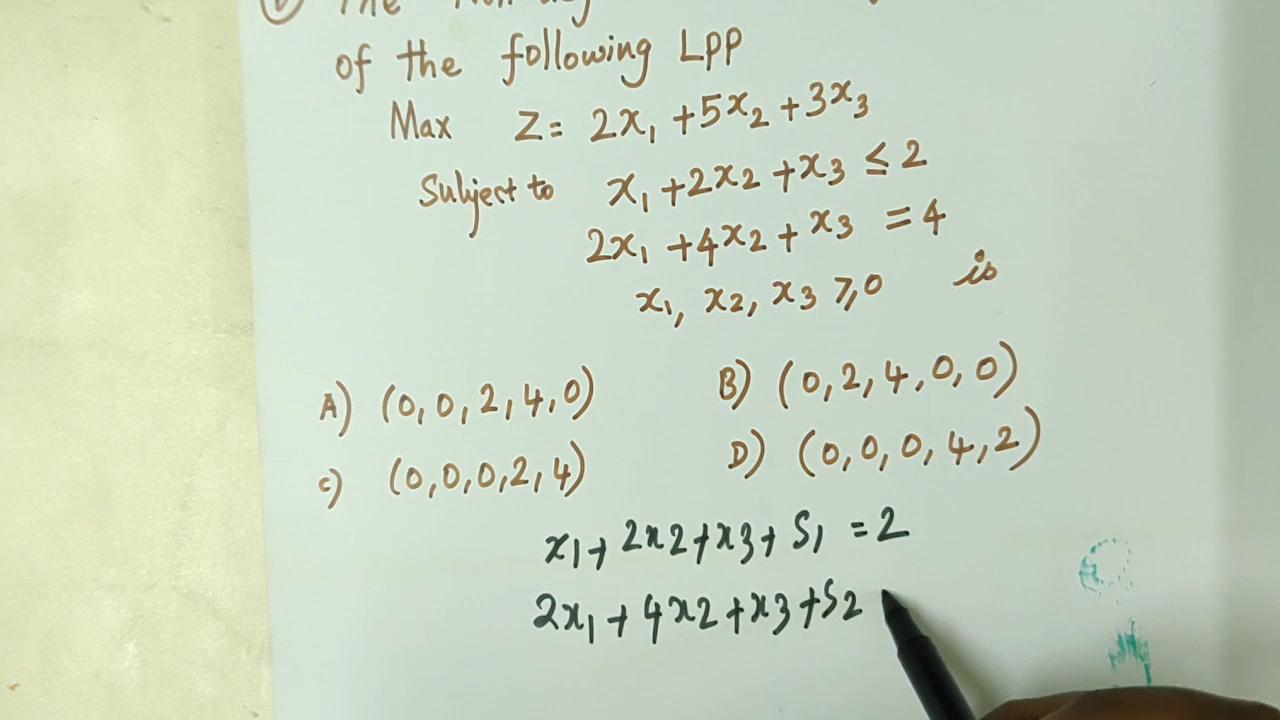 The
of the following LPP
Max Z = 2x₁ + 5x₂ + 3x₃
Subject to x₁ + 2x₂ + x₃ ≤ 2
2x₁ + 4x₂ + x₃ = 4
x₁, x₂, x₃ ≥ 0 is
A) (0, 0, 2, 4, 0) B) (0, 2, 4, 0, 0)
C) (0, 0, 0, 2, 4) D) (0, 0, 0, 4, 2)
x₁ + 2x2 + x3 + S₁ = 2
2x₁ + 4x2 + x3 + S2